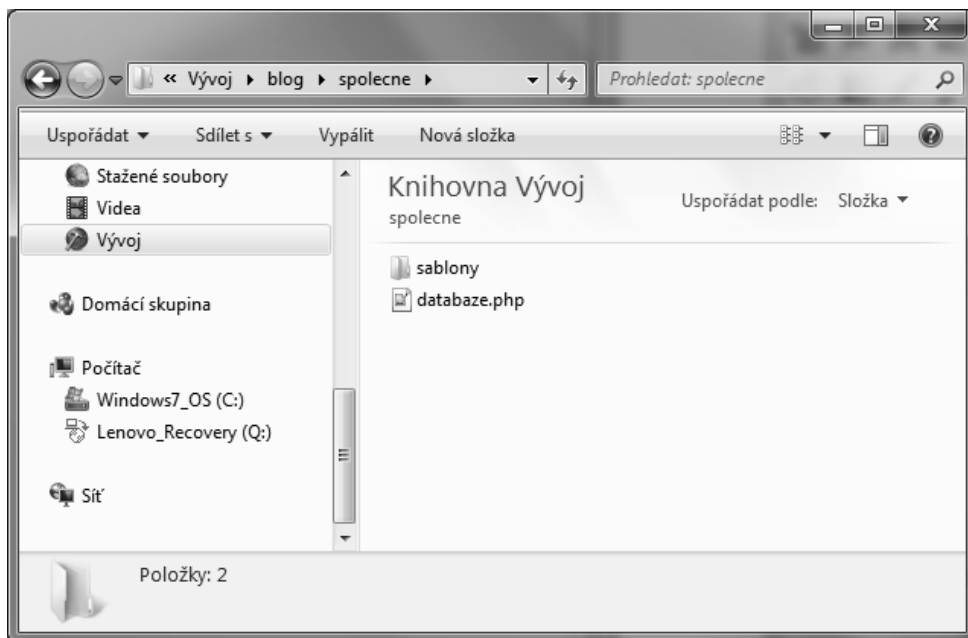 « Vývoj ▸ blog ▸ spolecne ▸
Prohledat: spolecne
Uspořádat ▾ Sdílet s ▾ Vypálit Nová složka
Stažené soubory
Videa
Vývoj
Domácí skupina
Počítač
Windows7_OS (C:)
Lenovo_Recovery (Q:)
Síť
Knihovna Vývoj
spolecne
Uspořádat podle: Složka ▾
sablony
databaze.php
Položky: 2